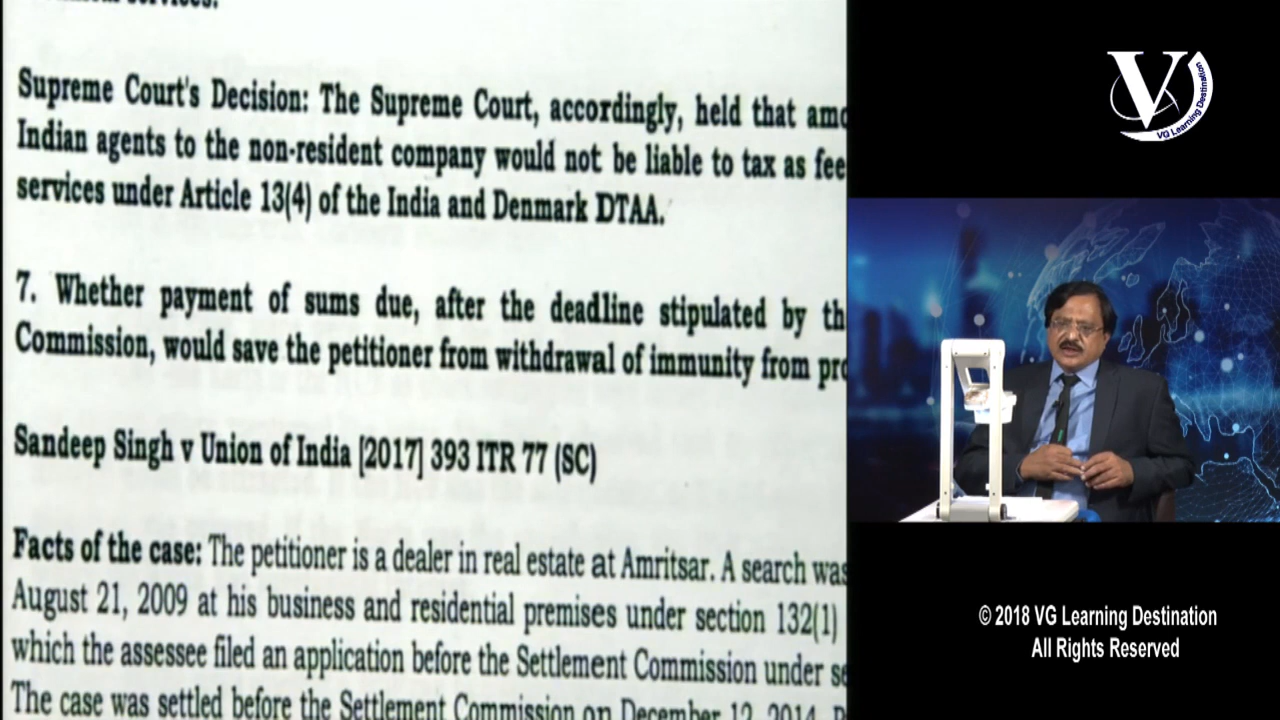 Supreme Court's Decision: The Supreme Court, accordingly, held that
Indian agents to the non-resident company would not be liable to tax as
services under Article 13(4) of the India and Denmark DTAA.
7. Whether payment of sums due, after the deadline stipulated by
Commission, would save the petitioner from withdrawal of immunity from
Sandeep Singh v Union of India [2017] 393 ITR 77 (SC)
Facts of the case: The petitioner is a dealer in real estate at Amritsar. A search was
August 21, 2009 at his business and residential premises under section 132(1)
which the assessee filed an application before the Settlement Commission under
The case was settled before the Settlement Commission on December 12, 2014.
VG
VG Learning Destination
© 2018 VG Learning Destination
All Rights Reserved